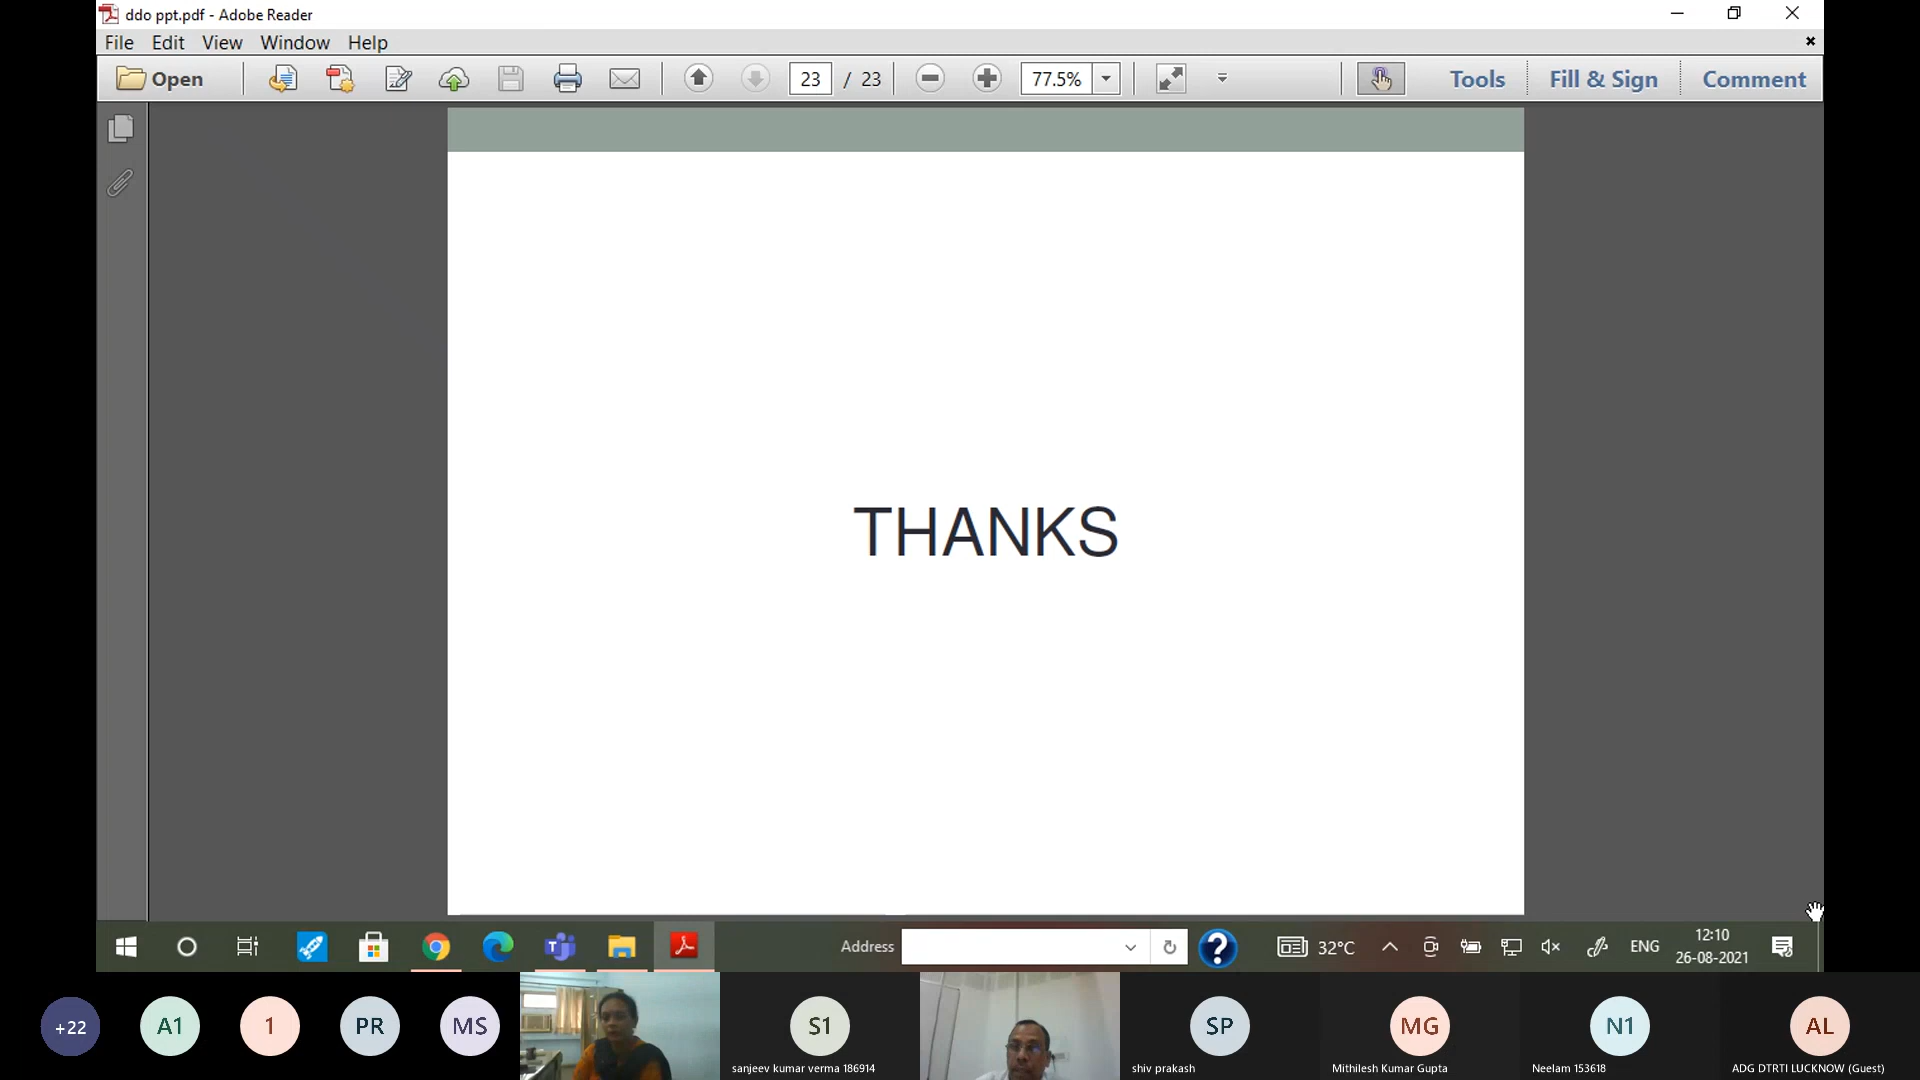 ddo ppt.pdf - Adobe Reader
File Edit View Window Help
Open 23 / 23 77.5% Tools Fill & Sign Comment
THANKS
Address 32°C ENG 12:10
26-08-2021
+22 A1 1 PR MS S1 SP MG N1 AL
sanjeev kumar verma 186914 shiv prakash Mithilesh Kumar Gupta Neelam 153618 ADG DTRTI LUCKNOW (Guest)